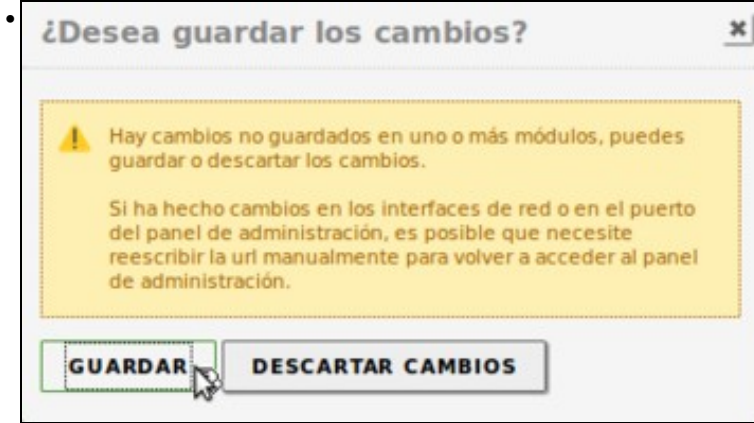 ¿Desea guardar los cambios?
Hay cambios no guardados en uno o más módulos, puedes
guardar o descartar los cambios.
Si ha hecho cambios en los interfaces de red o en el puerto
del panel de administración, es posible que necesite
reescribir la url manualmente para volver a acceder al panel
de administración.
GUARDAR
DESCARTAR CAMBIOS